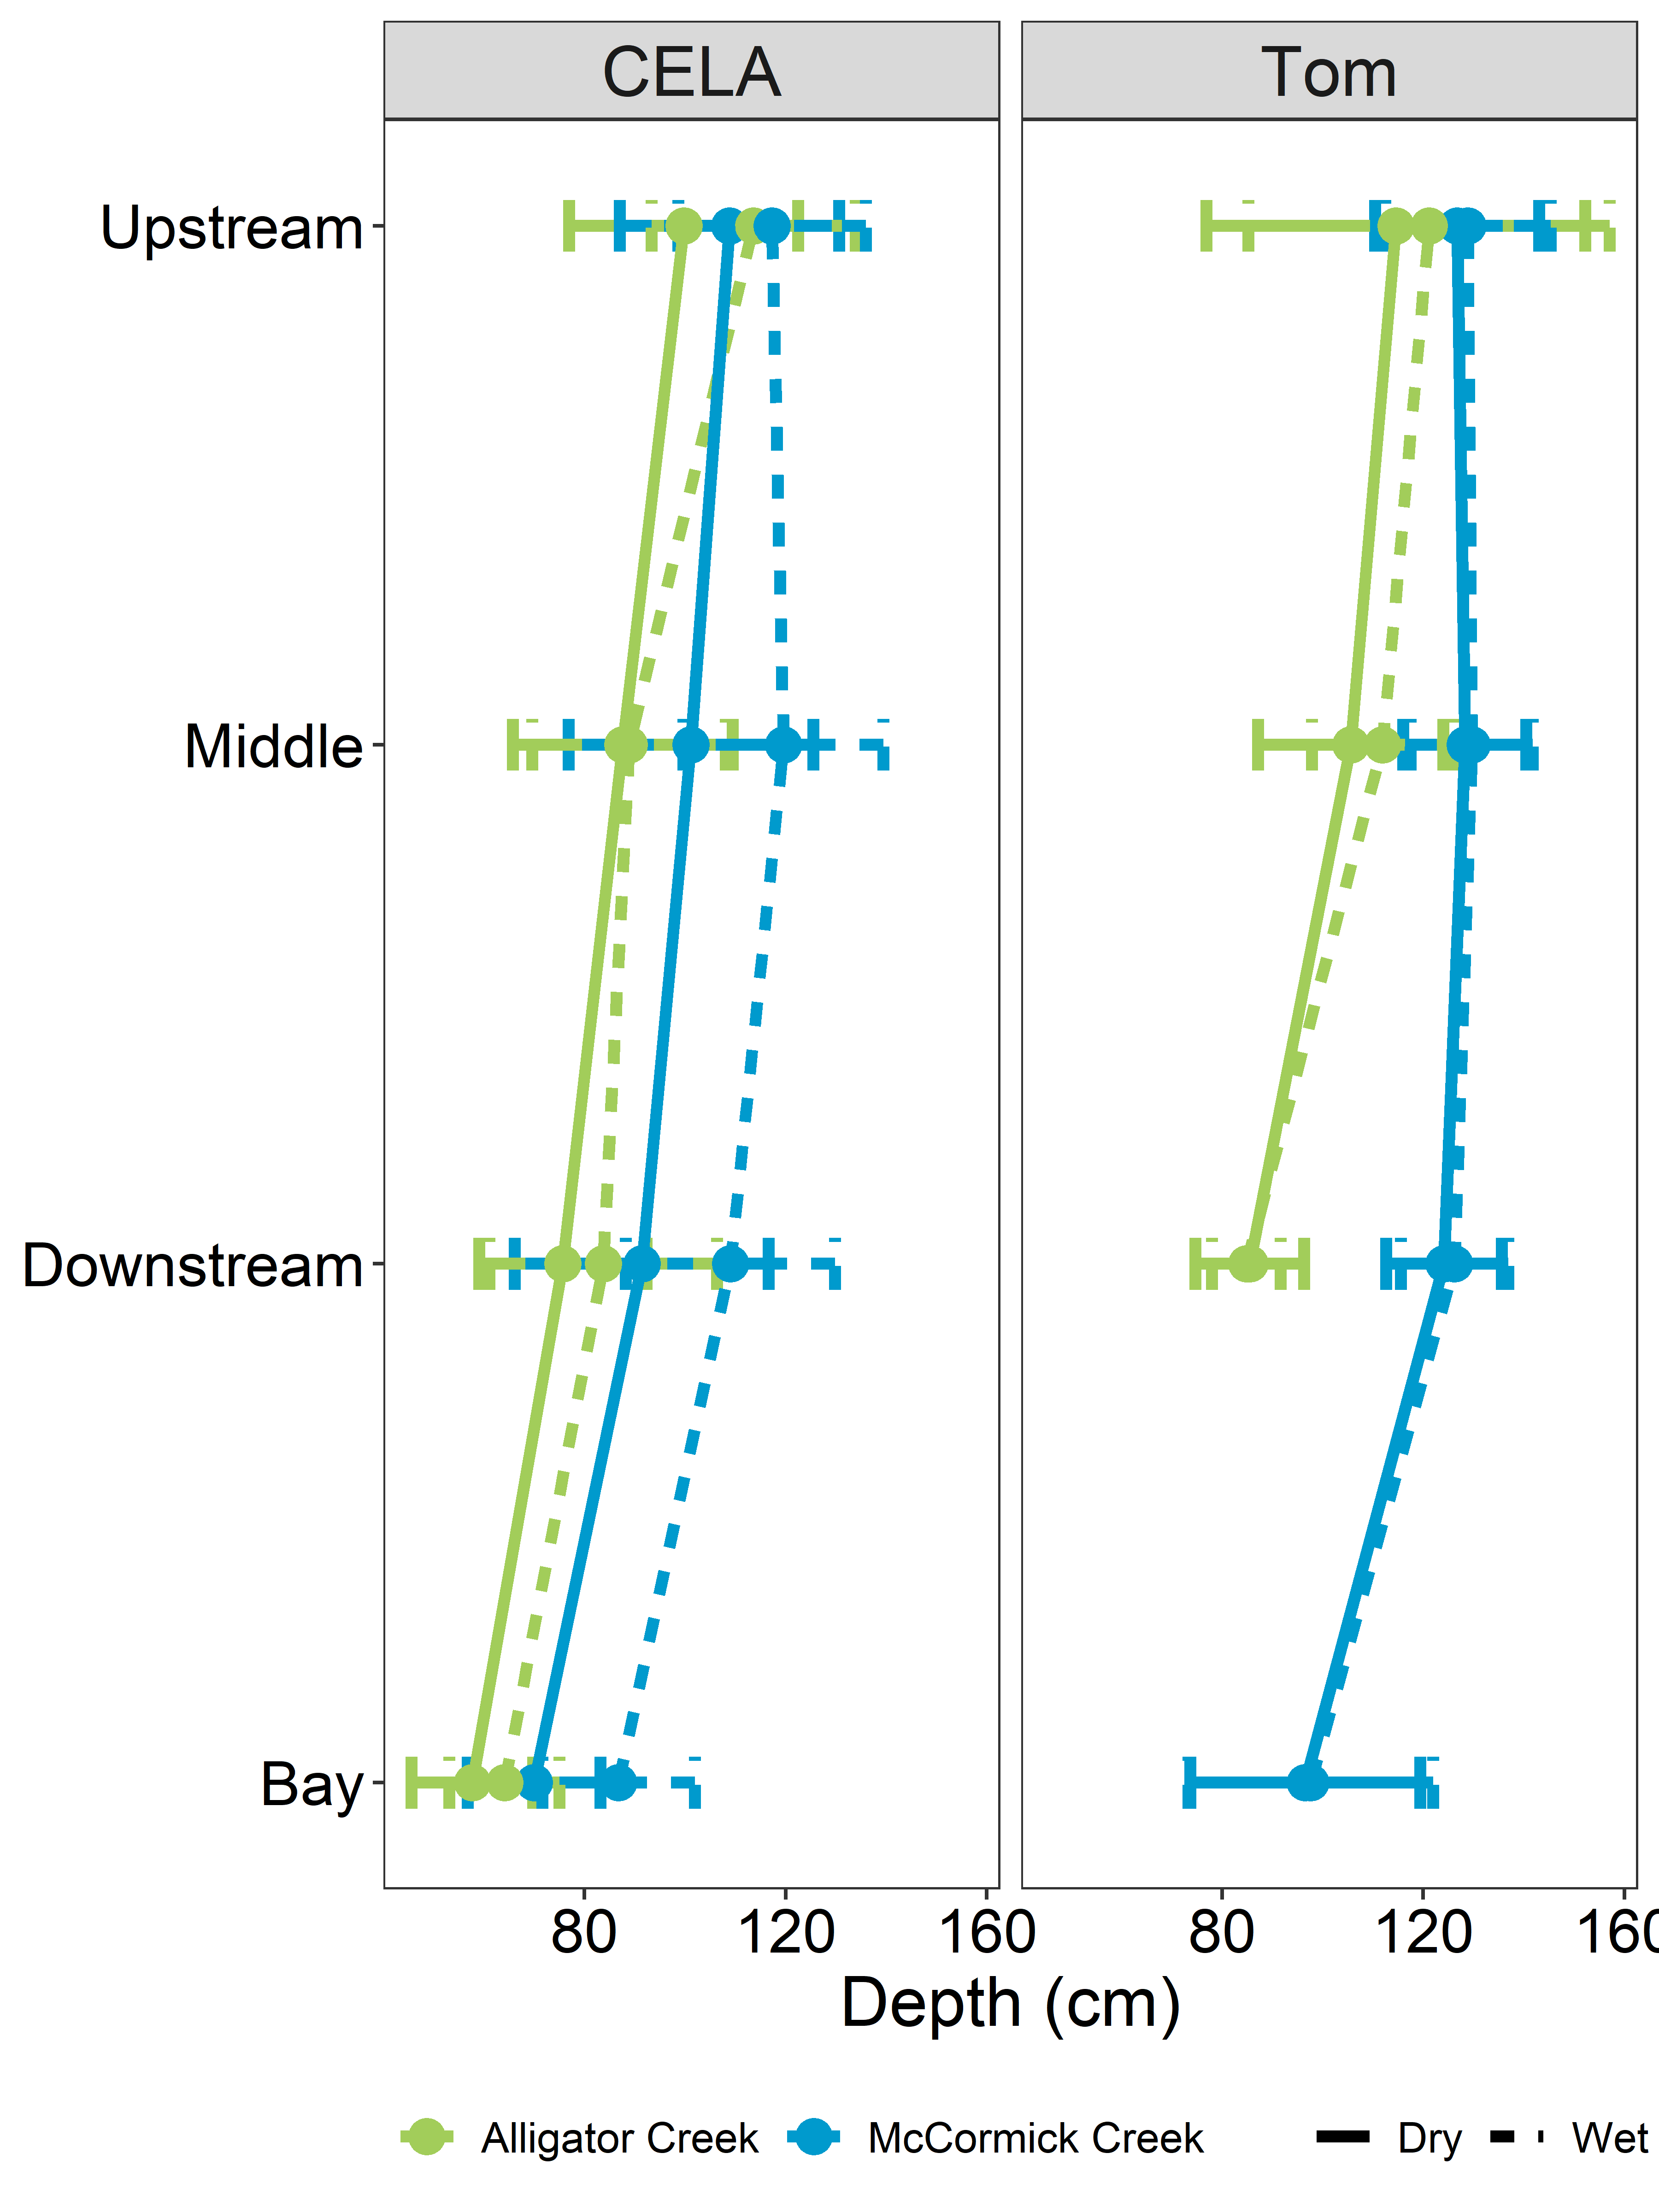 CELA Tom
Upstream
Middle
Downstream
Bay
80 120 160 80 120 160
Depth (cm)
Alligator Creek McCormick Creek Dry Wet